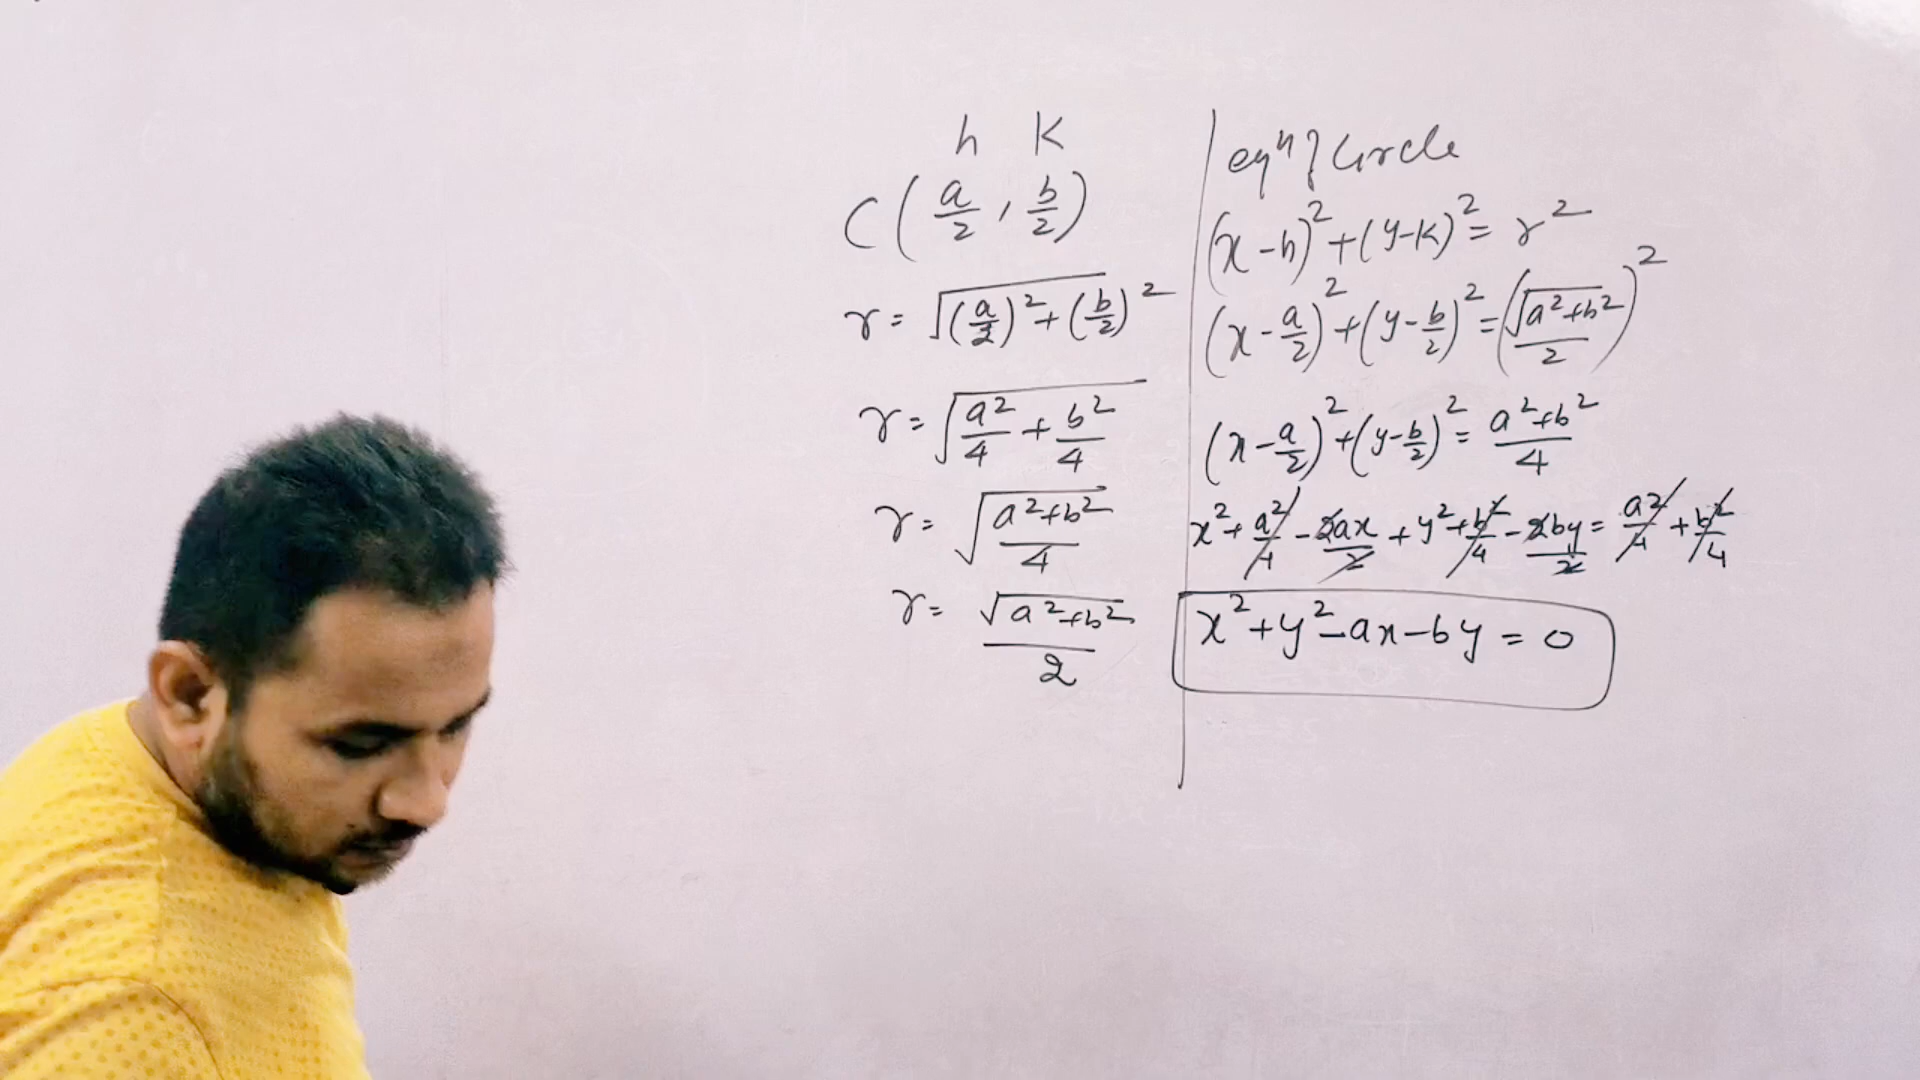 h K
C(a/2, b/2)
r = √(a/2)²+(b/2)²
r = √a²/4 + b²/4
r = √a²+b²/4
r = √a²+b²/2
eqⁿ of Circle
(x-h)²+(y-k)² = r²
(x-a/2)²+(y-b/2)² = (√a²+b²/2)²
(x-a/2)²+(y-b/2)² = a²+b²/4
x²+a²/4-2ax/2+y²+b²/4-2by/2 = a²/4+b²/4
x²+y²-ax-by = 0